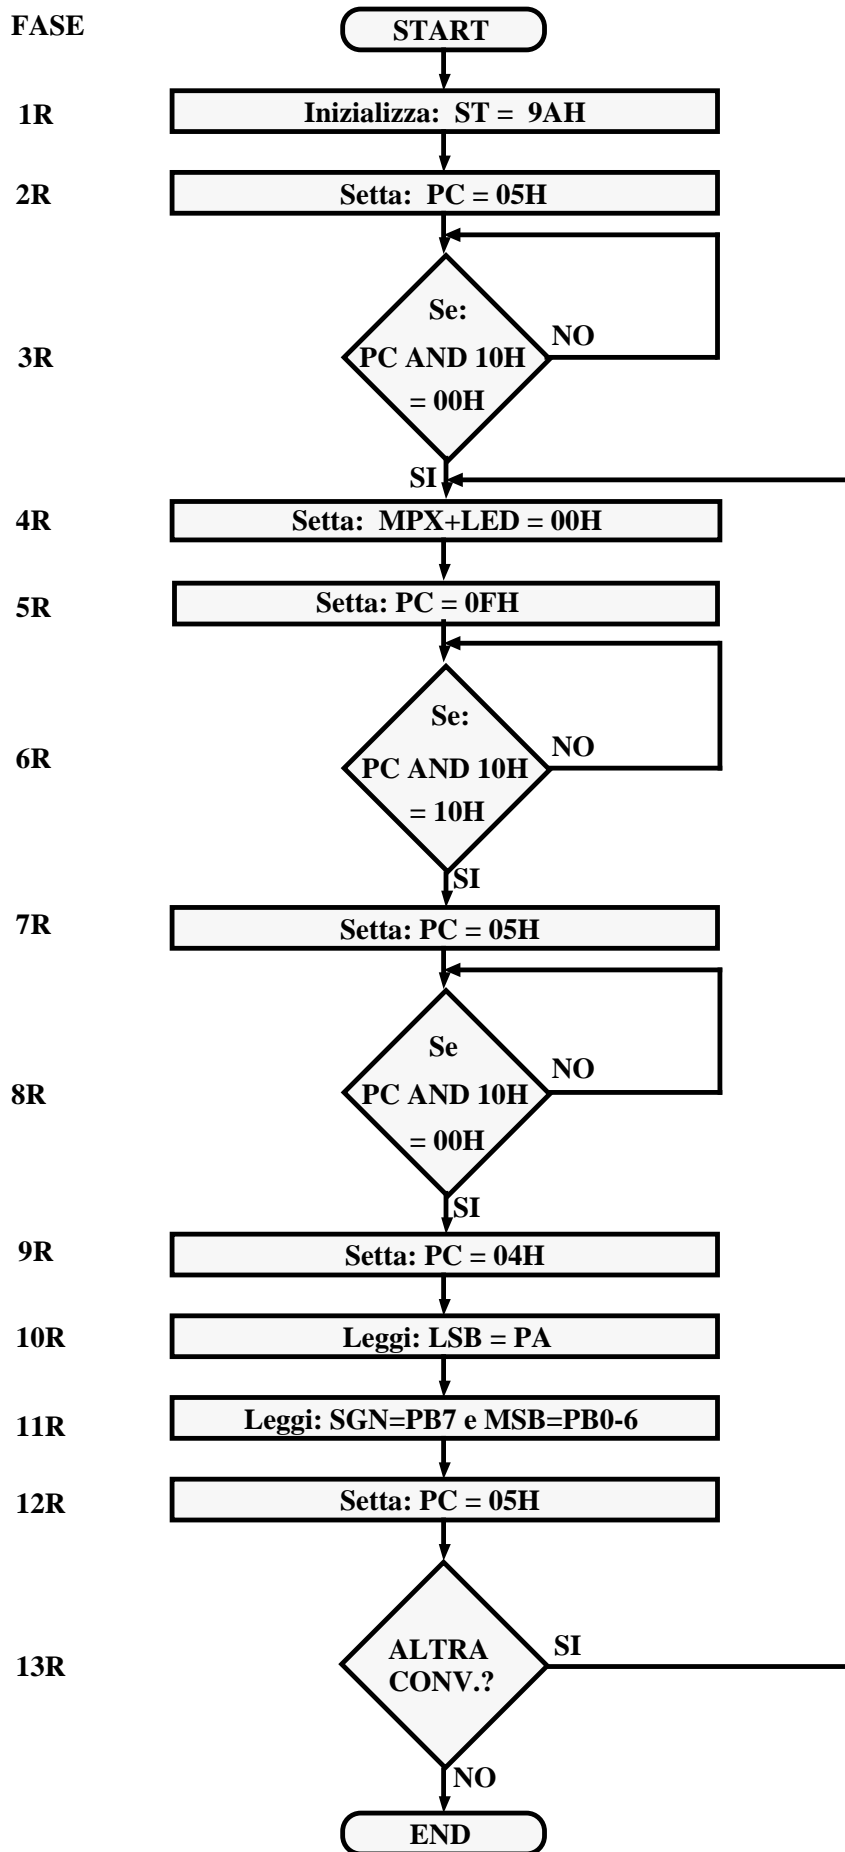 FASE
START
1R
Inizializza: ST = 9AH
2R
Setta: PC = 05H
3R
Se:
PC AND 10H
= 00H
NO
SI
4R
Setta: MPX+LED = 00H
5R
Setta: PC = 0FH
6R
Se:
PC AND 10H
= 10H
NO
SI
7R
Setta: PC = 05H
8R
Se
PC AND 10H
= 00H
NO
SI
9R
Setta: PC = 04H
10R
Leggi: LSB = PA
11R
Leggi: SGN=PB7 e MSB=PB0-6
12R
Setta: PC = 05H
13R
ALTRA
CONV.?
SI
NO
END